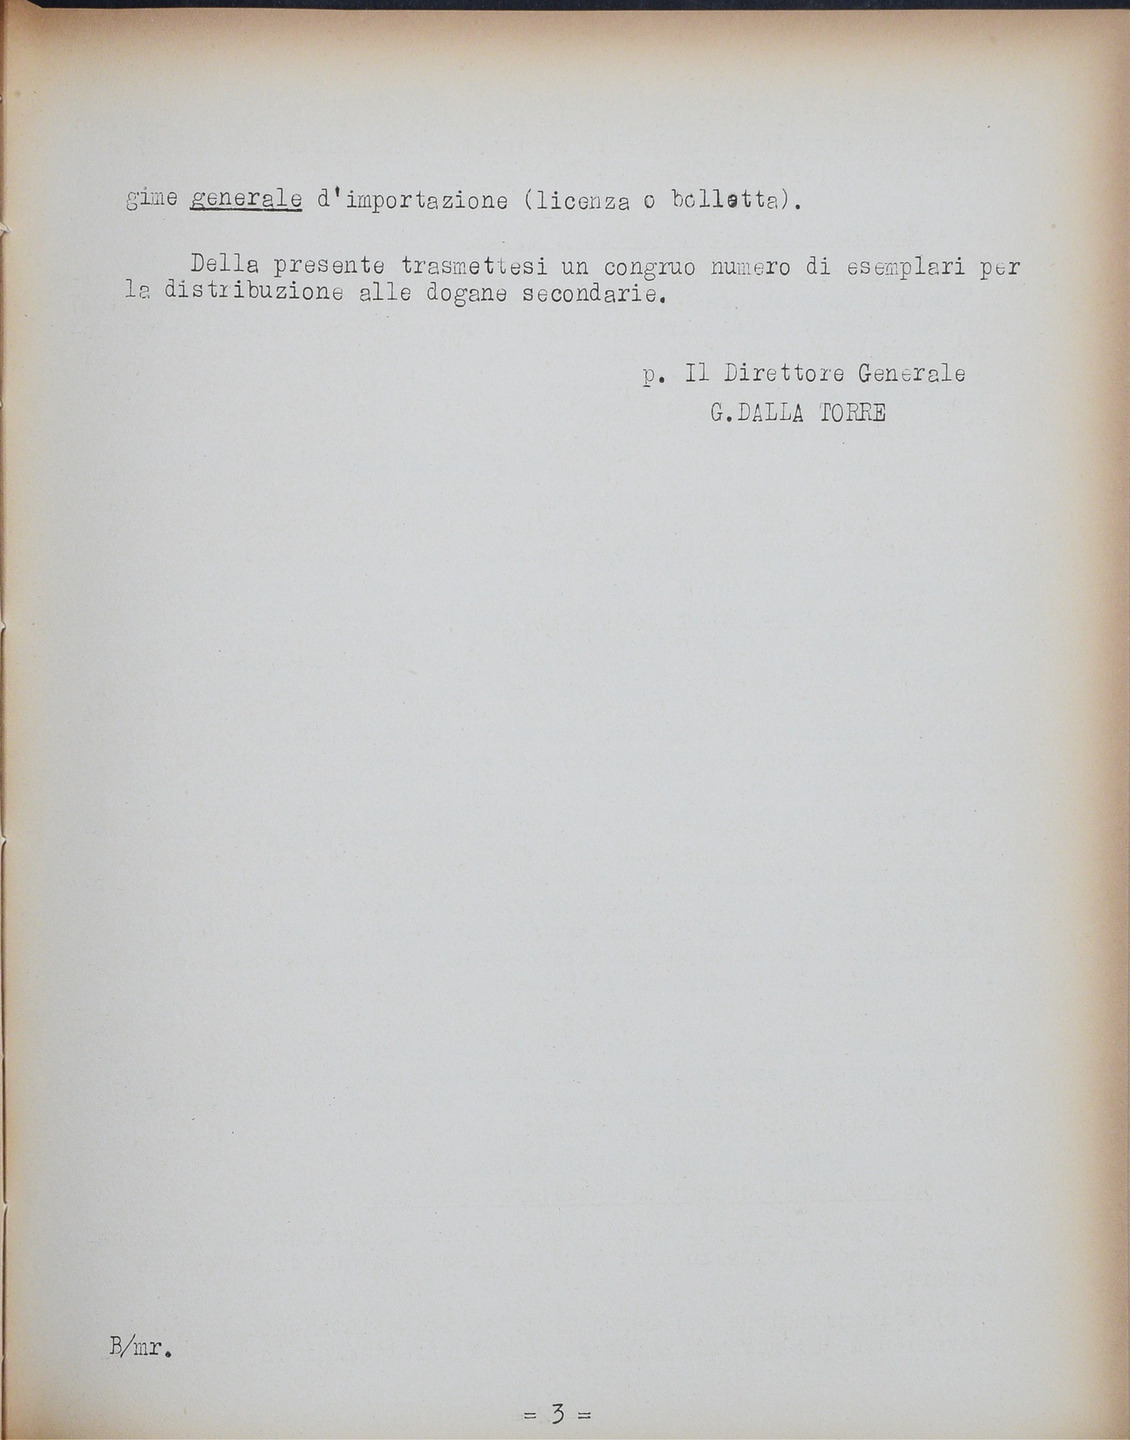 gime generale d'importazione (licenza o bolletta).
Della presente trasmettesi un congruo numero di esemplari per
la distribuzione alle dogane secondarie.
p. Il Direttore Generale
G.DALLA TORRE
B/mr.
= 3 =